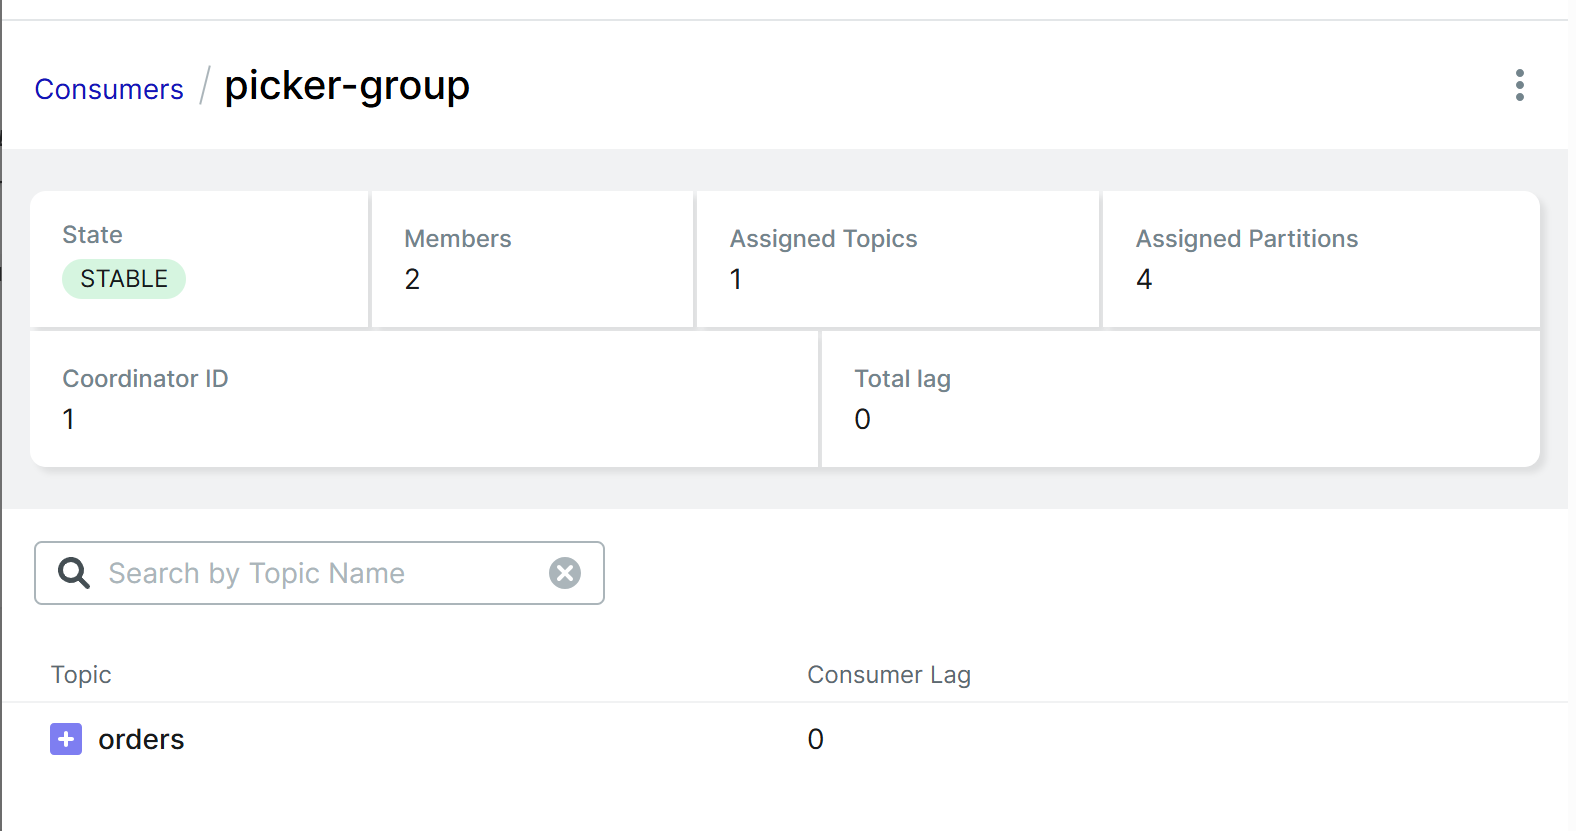 Consumers / picker-group
State
STABLE
Members
2
Assigned Topics
1
Assigned Partitions
4
Coordinator ID
1
Total lag
0
Search by Topic Name
Topic Consumer Lag
orders 0